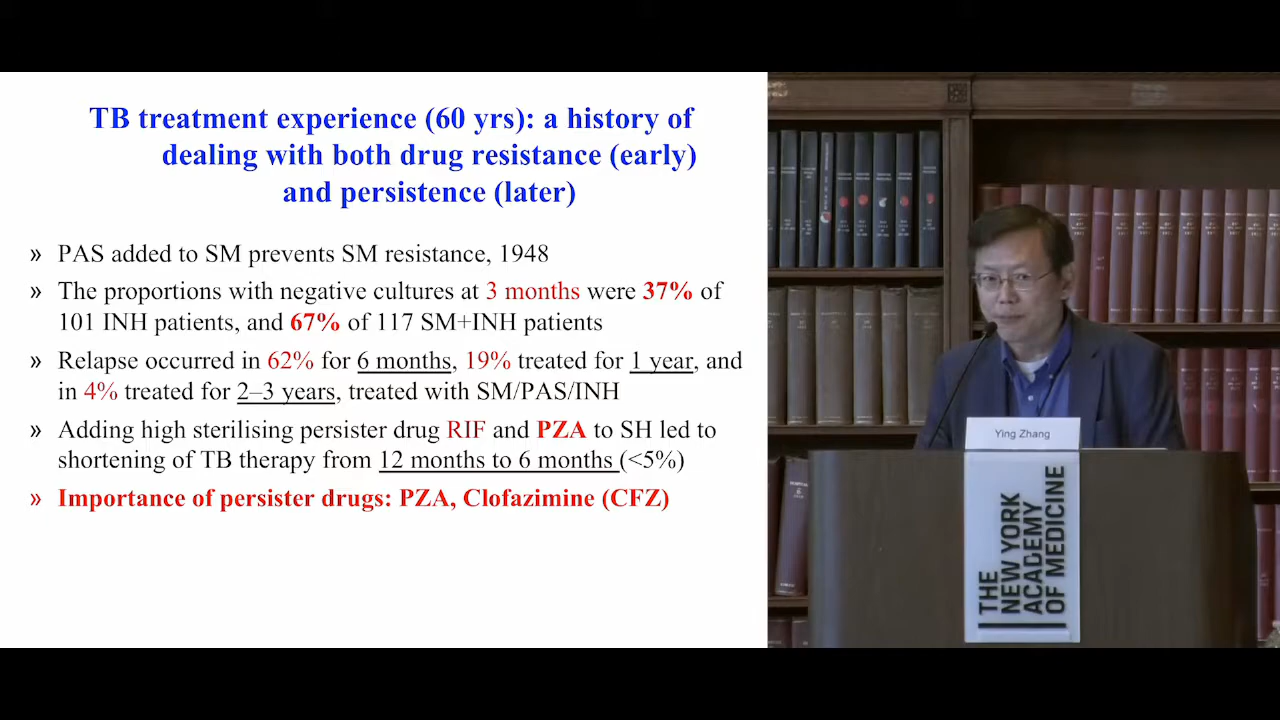 TB treatment experience (60 yrs): a history of
dealing with both drug resistance (early)
and persistence (later)
» PAS added to SM prevents SM resistance, 1948
» The proportions with negative cultures at 3 months were 37% of
101 INH patients, and 67% of 117 SM+INH patients
» Relapse occurred in 62% for 6 months, 19% treated for 1 year, and
in 4% treated for 2–3 years, treated with SM/PAS/INH
» Adding high sterilising persister drug RIF and PZA to SH led to
shortening of TB therapy from 12 months to 6 months (<5%)
» Importance of persister drugs: PZA, Clofazimine (CFZ)
Ying Zhang
THE
NEW YORK
ACADEMY
OF MEDICINE